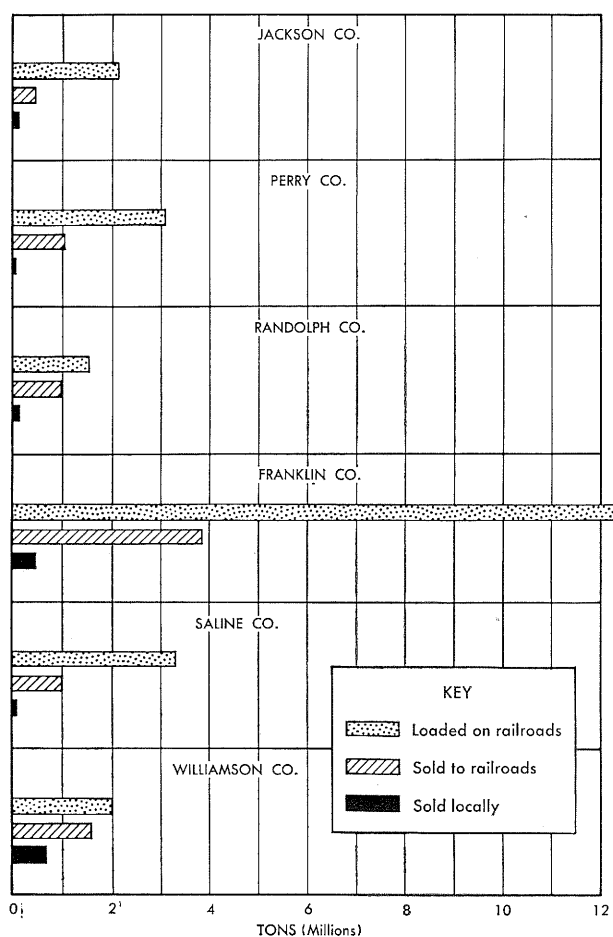 JACKSON CO.
PERRY CO.
RANDOLPH CO.
FRANKLIN CO.
SALINE CO.
WILLIAMSON CO.
KEY
Loaded on railroads
Sold to railroads
Sold locally
0 2 4 6 8 10 12
TONS (Millions)